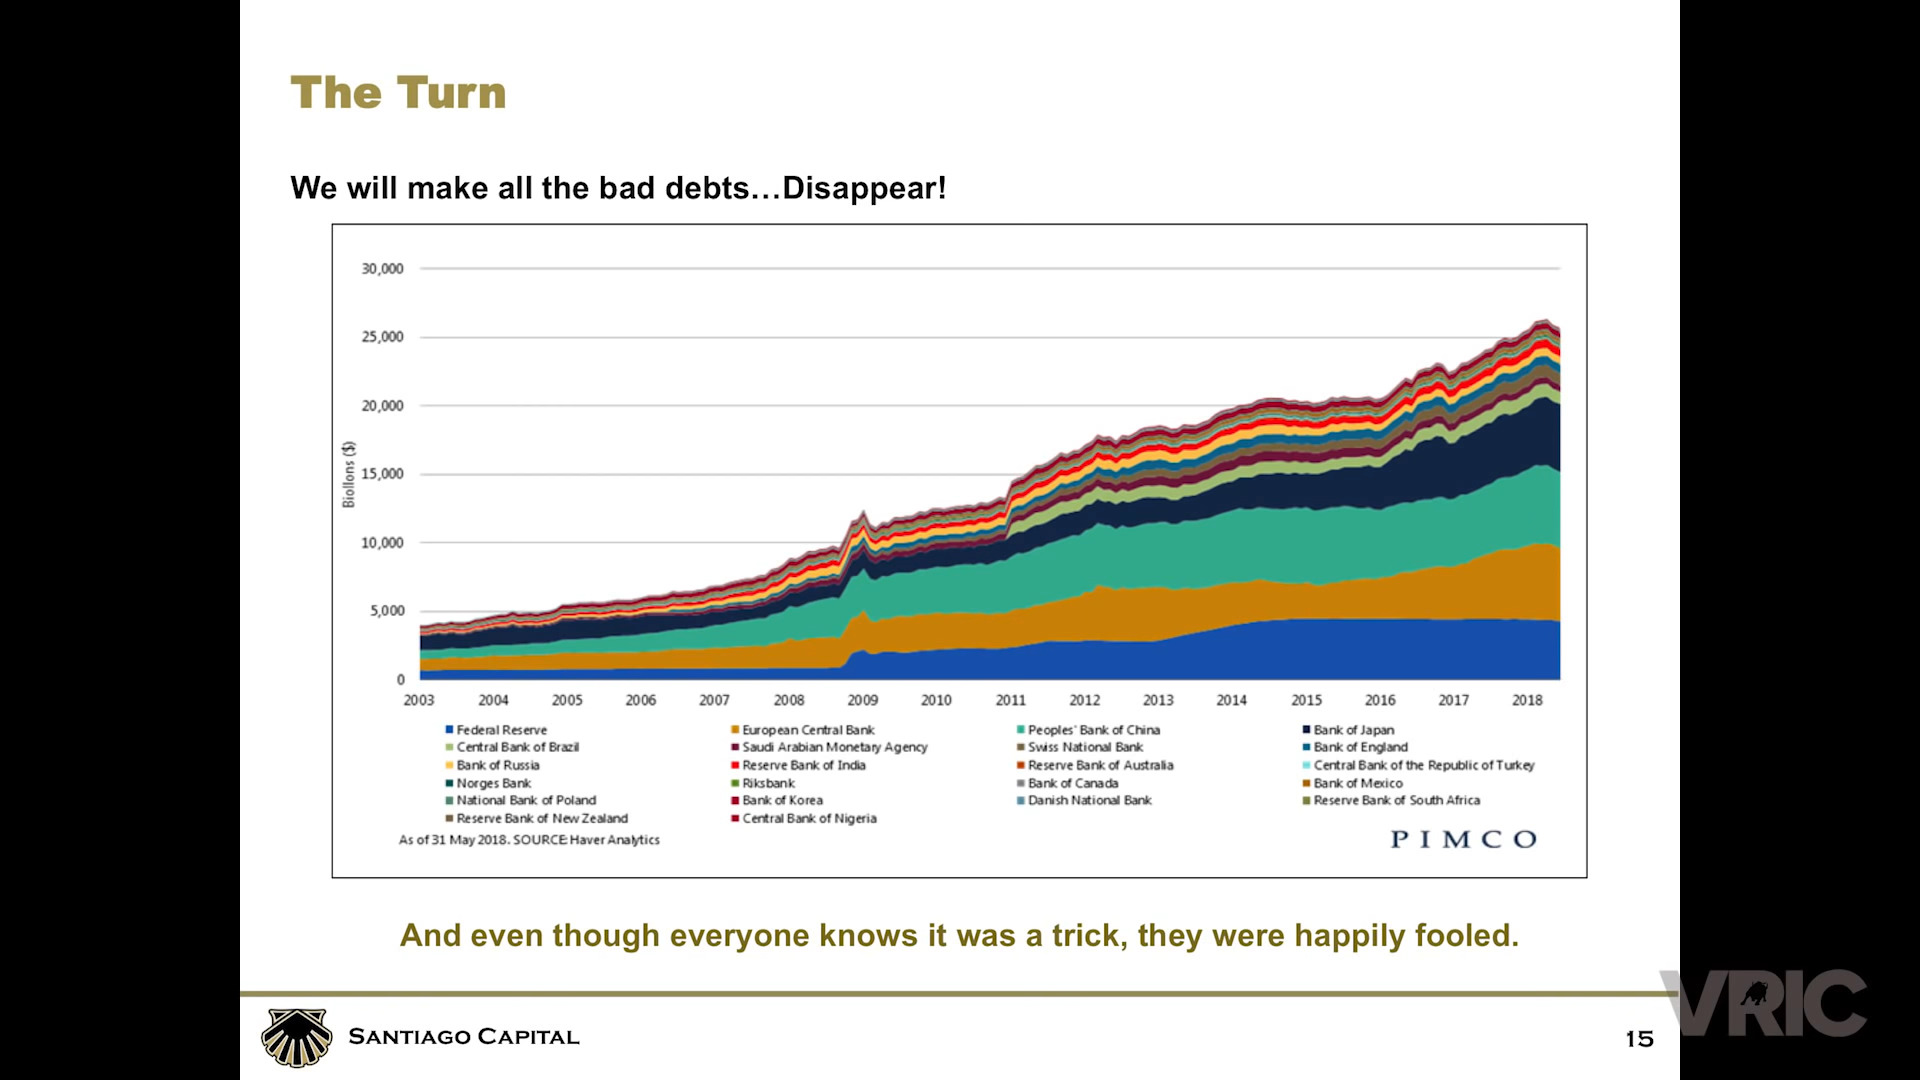 The Turn
We will make all the bad debts…Disappear!
30,000
25,000
20,000
15,000
10,000
5,000
0
Biollons ($)
2003 2004 2005 2006 2007 2008 2009 2010 2011 2012 2013 2014 2015 2016 2017 2018
Federal Reserve European Central Bank Peoples' Bank of China Bank of Japan
Central Bank of Brazil Saudi Arabian Monetary Agency Swiss National Bank Bank of England
Bank of Russia Reserve Bank of India Reserve Bank of Australia Central Bank of the Republic of Turkey
Norges Bank Riksbank Bank of Canada Bank of Mexico
National Bank of Poland Bank of Korea Danish National Bank Reserve Bank of South Africa
Reserve Bank of New Zealand Central Bank of Nigeria
As of 31 May 2018. SOURCE: Haver Analytics
PIMCO
And even though everyone knows it was a trick, they were happily fooled.
SANTIAGO CAPITAL
15
VRIC